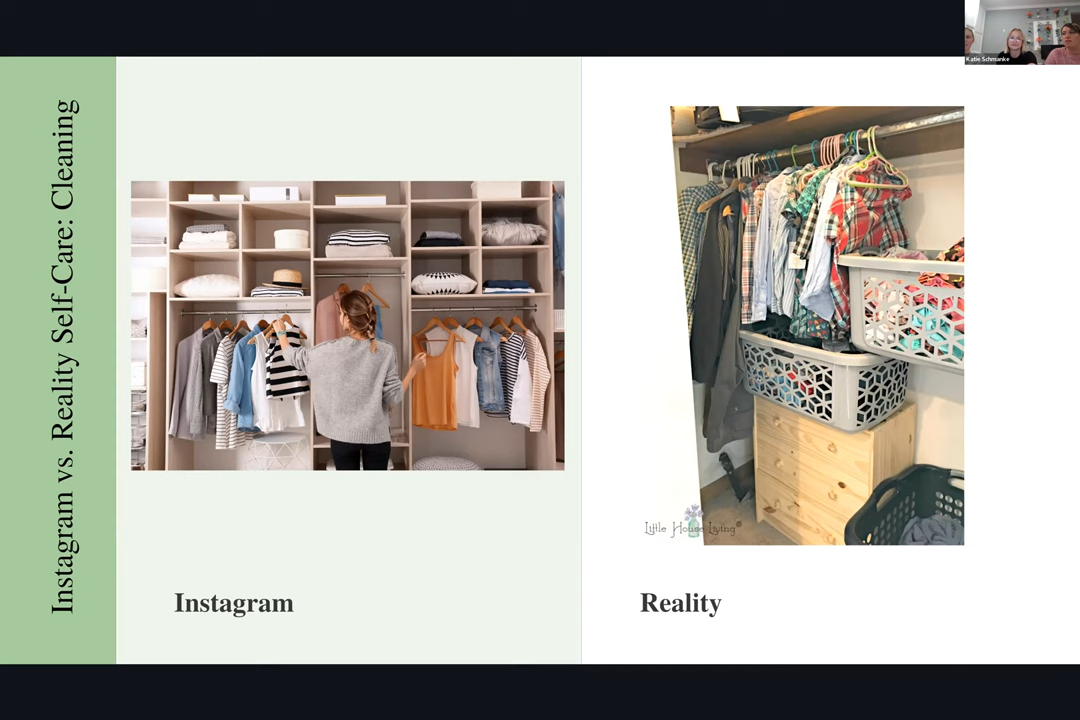 Katie Schmanke
Instagram vs. Reality Self-Care: Cleaning
Little House Living®
Instagram
Reality